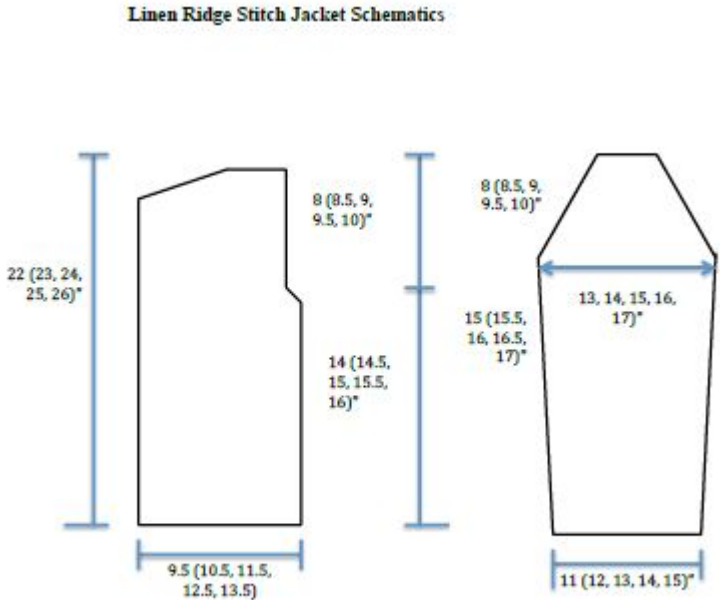 Linen Ridge Stitch Jacket Schematics
8 (8.5, 9,
9.5, 10)"
8 (8.5, 9,
9.5, 10)"
22 (23, 24,
25, 26)"
13, 14, 15, 16,
17)"
15 (15.5,
16, 16.5,
17)"
14 (14.5,
15, 15.5,
16)"
9.5 (10.5, 11.5,
12.5, 13.5)
11 (12, 13, 14, 15)"